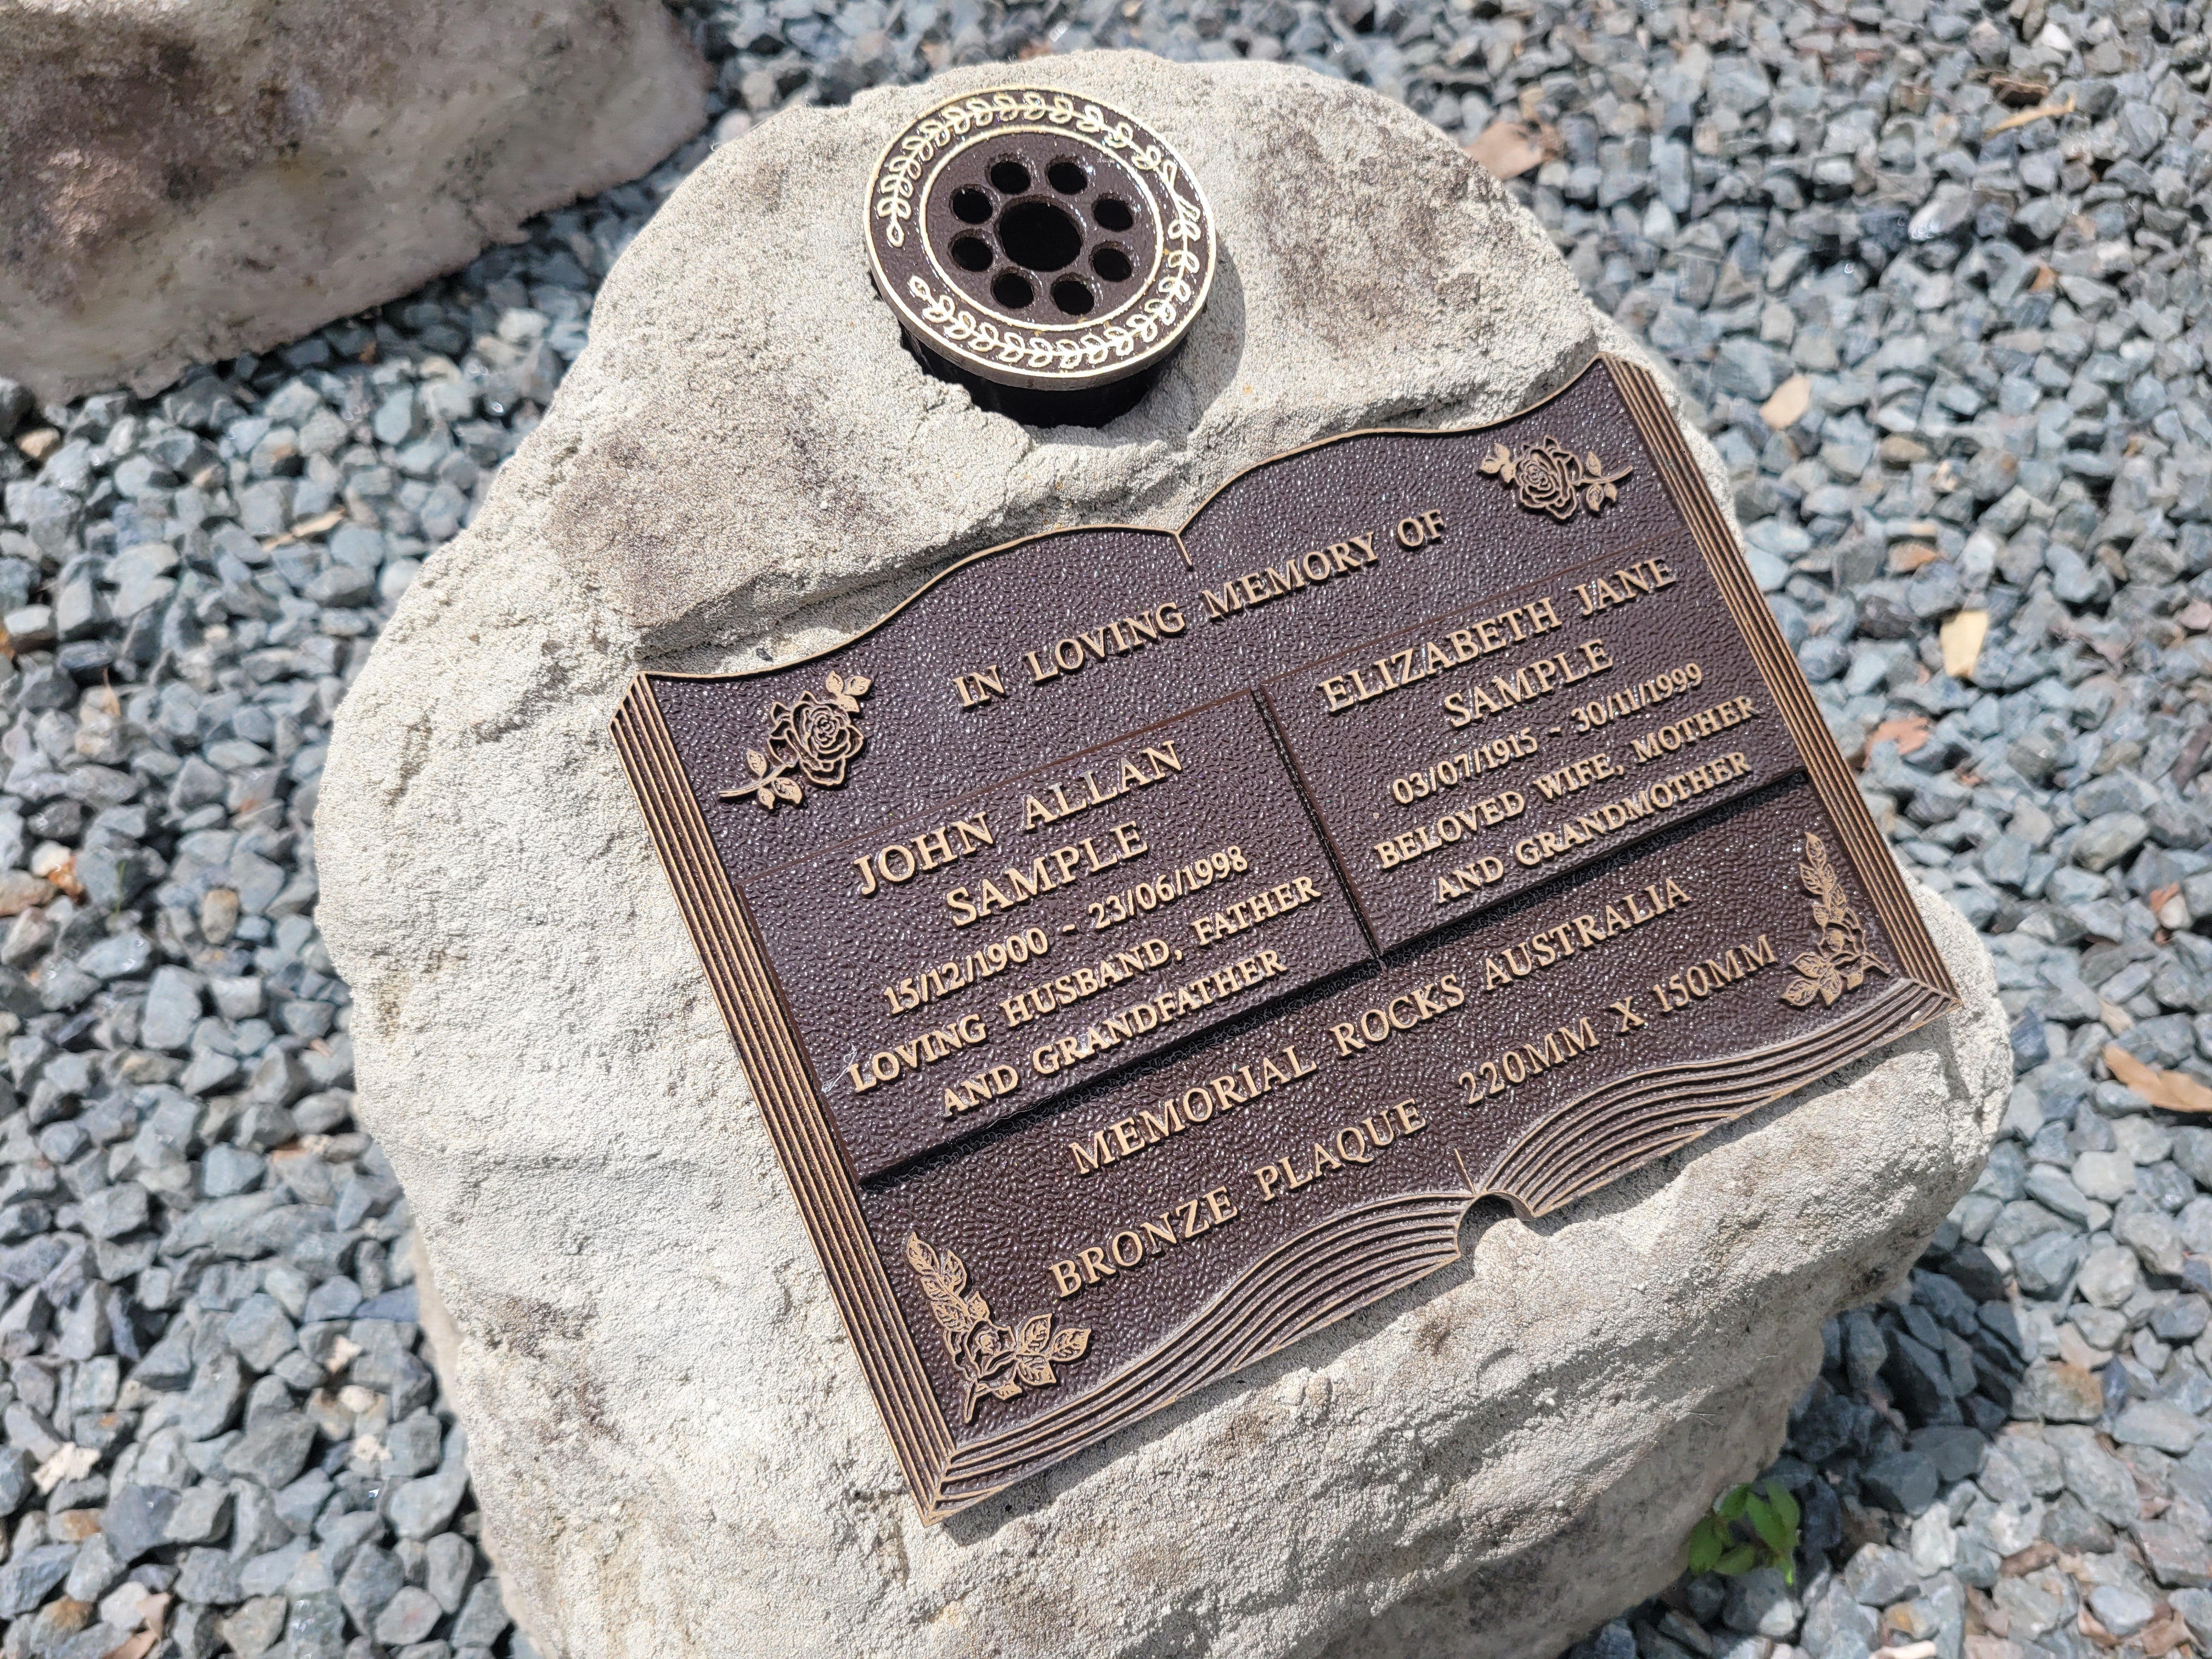 IN LOVING MEMORY OF
JOHN ALLAN
SAMPLE
15/12/1900 ~ 23/06/1998
LOVING HUSBAND, FATHER
AND GRANDFATHER
ELIZABETH JANE
SAMPLE
03/07/1915 ~ 30/11/1999
BELOVED WIFE, MOTHER
AND GRANDMOTHER
MEMORIAL ROCKS AUSTRALIA
BRONZE PLAQUE 220MM X 150MM